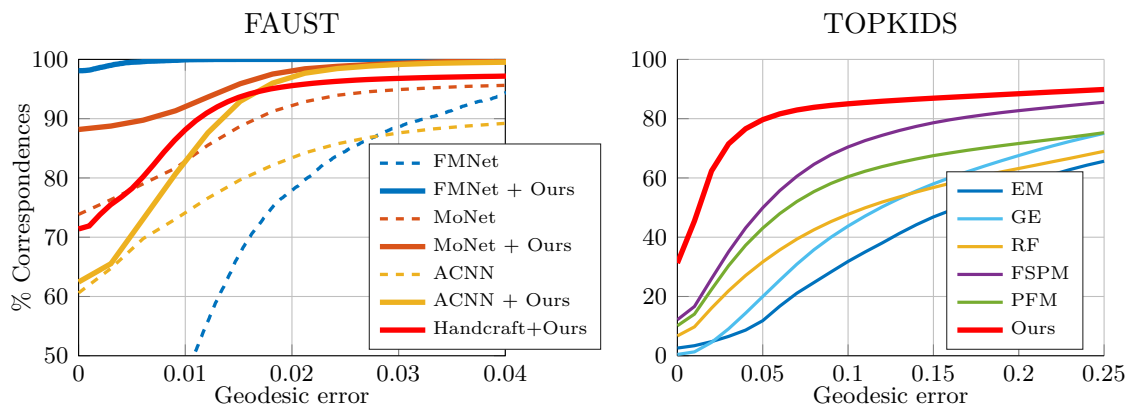 FAUST
% Correspondences
100
90
80
70
60
50
0
0.01
0.02
0.03
0.04
Geodesic error
FMNet
FMNet + Ours
MoNet
MoNet + Ours
ACNN
ACNN + Ours
Handcraft+Ours
TOPKIDS
100
80
60
40
20
0
0
0.05
0.1
0.15
0.2
0.25
Geodesic error
EM
GE
RF
FSPM
PFM
Ours